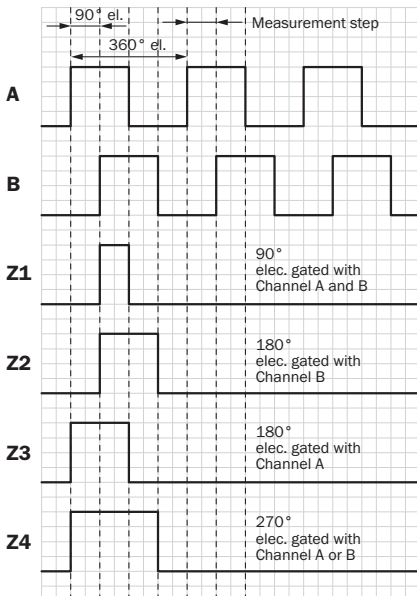 90° el.
Measurement step
360° el.
A
B
Z1
90°
elec. gated with
Channel A and B
Z2
180°
elec. gated with
Channel B
Z3
180°
elec. gated with
Channel A
Z4
270°
elec. gated with
Channel A or B